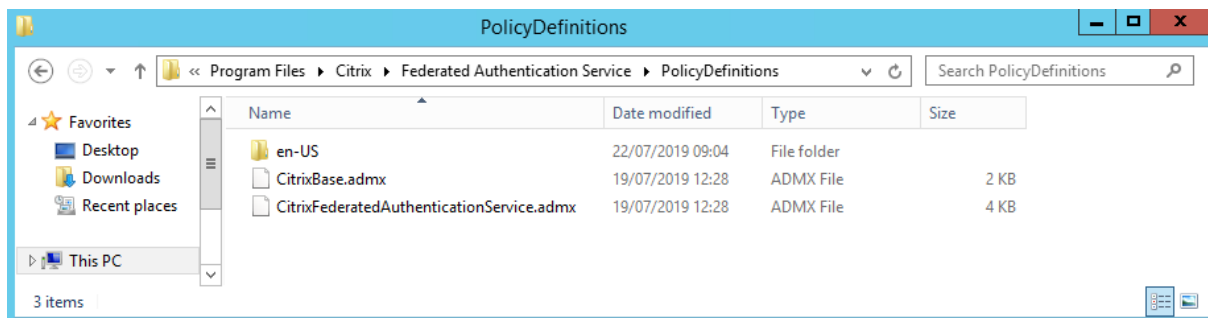 PolicyDefinitions
« Program Files ▸ Citrix ▸ Federated Authentication Service ▸ PolicyDefinitions
Search PolicyDefinitions
Favorites
Desktop
Downloads
Recent places
This PC
Name Date modified Type Size
en-US 22/07/2019 09:04 File folder
CitrixBase.admx 19/07/2019 12:28 ADMX File 2 KB
CitrixFederatedAuthenticationService.admx 19/07/2019 12:28 ADMX File 4 KB
3 items